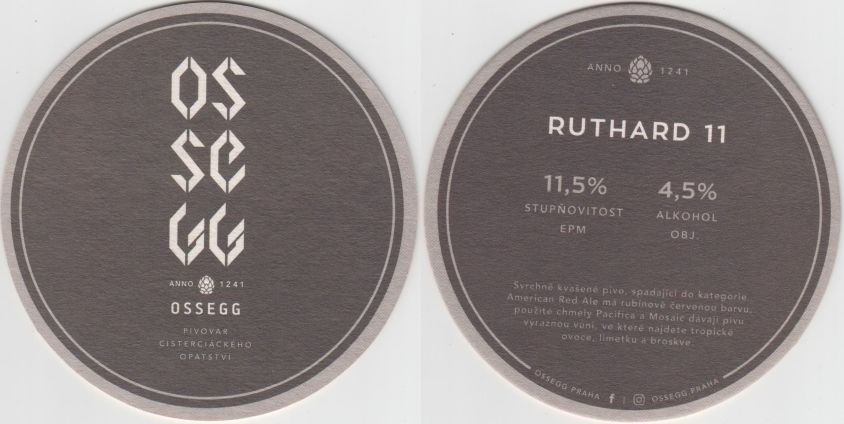 OS
SE
GG
ANNO 1241
OSSEGG
PIVOVAR
CISTERCIÁCKÉHO
OPATSTVÍ
ANNO 1241
RUTHARD 11
11,5% 4,5%
STUPŇOVITOST ALKOHOL
EPM OBJ.
Svrchně kvašené pivo, spadající do kategorie
American Red Ale má rubínově červenou barvu,
použité chmely Pacifica a Mosaic dávají pivu
výraznou vůni, ve které najdete tropické
ovoce, limetku a broskve.
OSSEGG PRAHA f | OSSEGG PRAHA